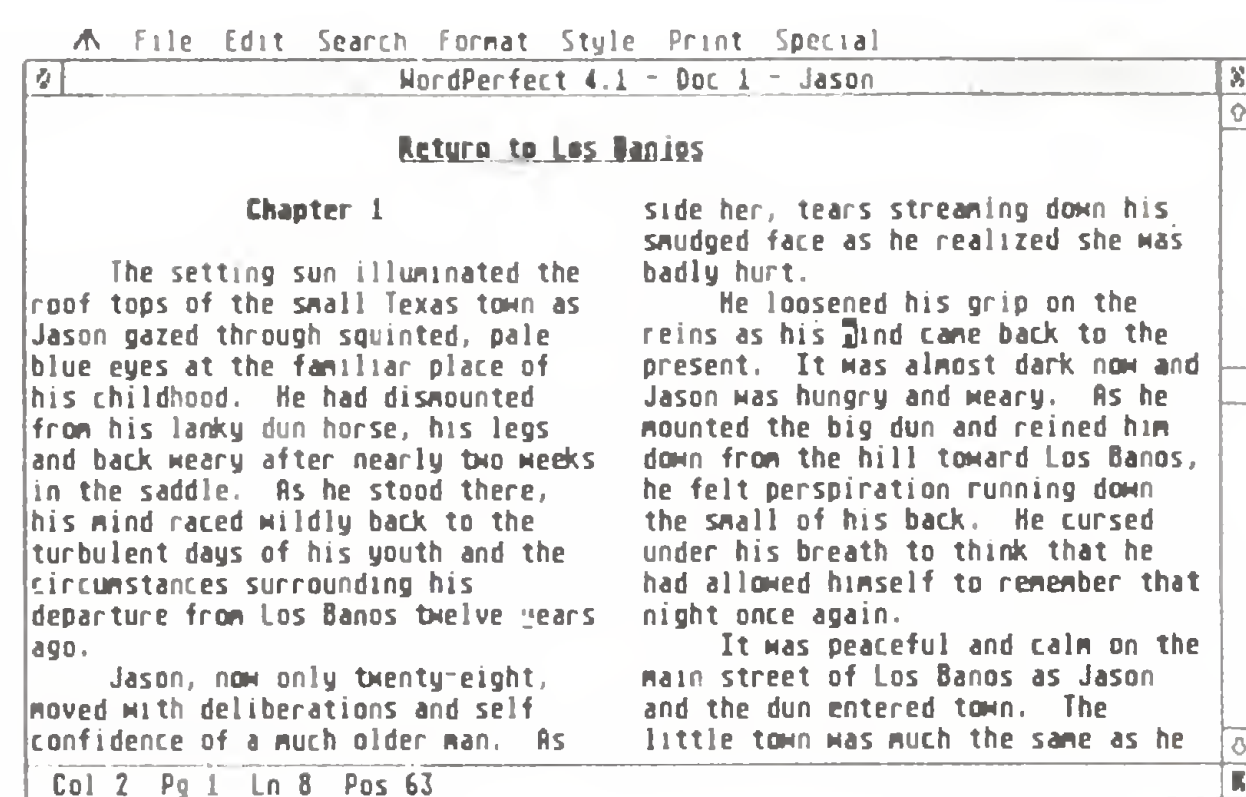 File Edit Search Format Style Print Special
WordPerfect 4.1 - Doc 1 - Jason
Return to Los Banios
Chapter 1
The setting sun illuminated the
roof tops of the small Texas town as
Jason gazed through squinted, pale
blue eyes at the familiar place of
his childhood. He had dismounted
from his lanky dun horse, his legs
and back weary after nearly two weeks
in the saddle. As he stood there,
his mind raced wildly back to the
turbulent days of his youth and the
circumstances surrounding his
departure from Los Banos twelve years
ago.
Jason, now only twenty-eight,
moved with deliberations and self
confidence of a much older man. As
side her, tears streaming down his
smudged face as he realized she was
badly hurt.
He loosened his grip on the
reins as his mind came back to the
present. It was almost dark now and
Jason was hungry and weary. As he
mounted the big dun and reined him
down from the hill toward Los Banos,
he felt perspiration running down
the small of his back. He cursed
under his breath to think that he
had allowed himself to remember that
night once again.
It was peaceful and calm on the
main street of Los Banos as Jason
and the dun entered town. The
little town was much the same as he
Col 2 Pg 1 Ln 8 Pos 63